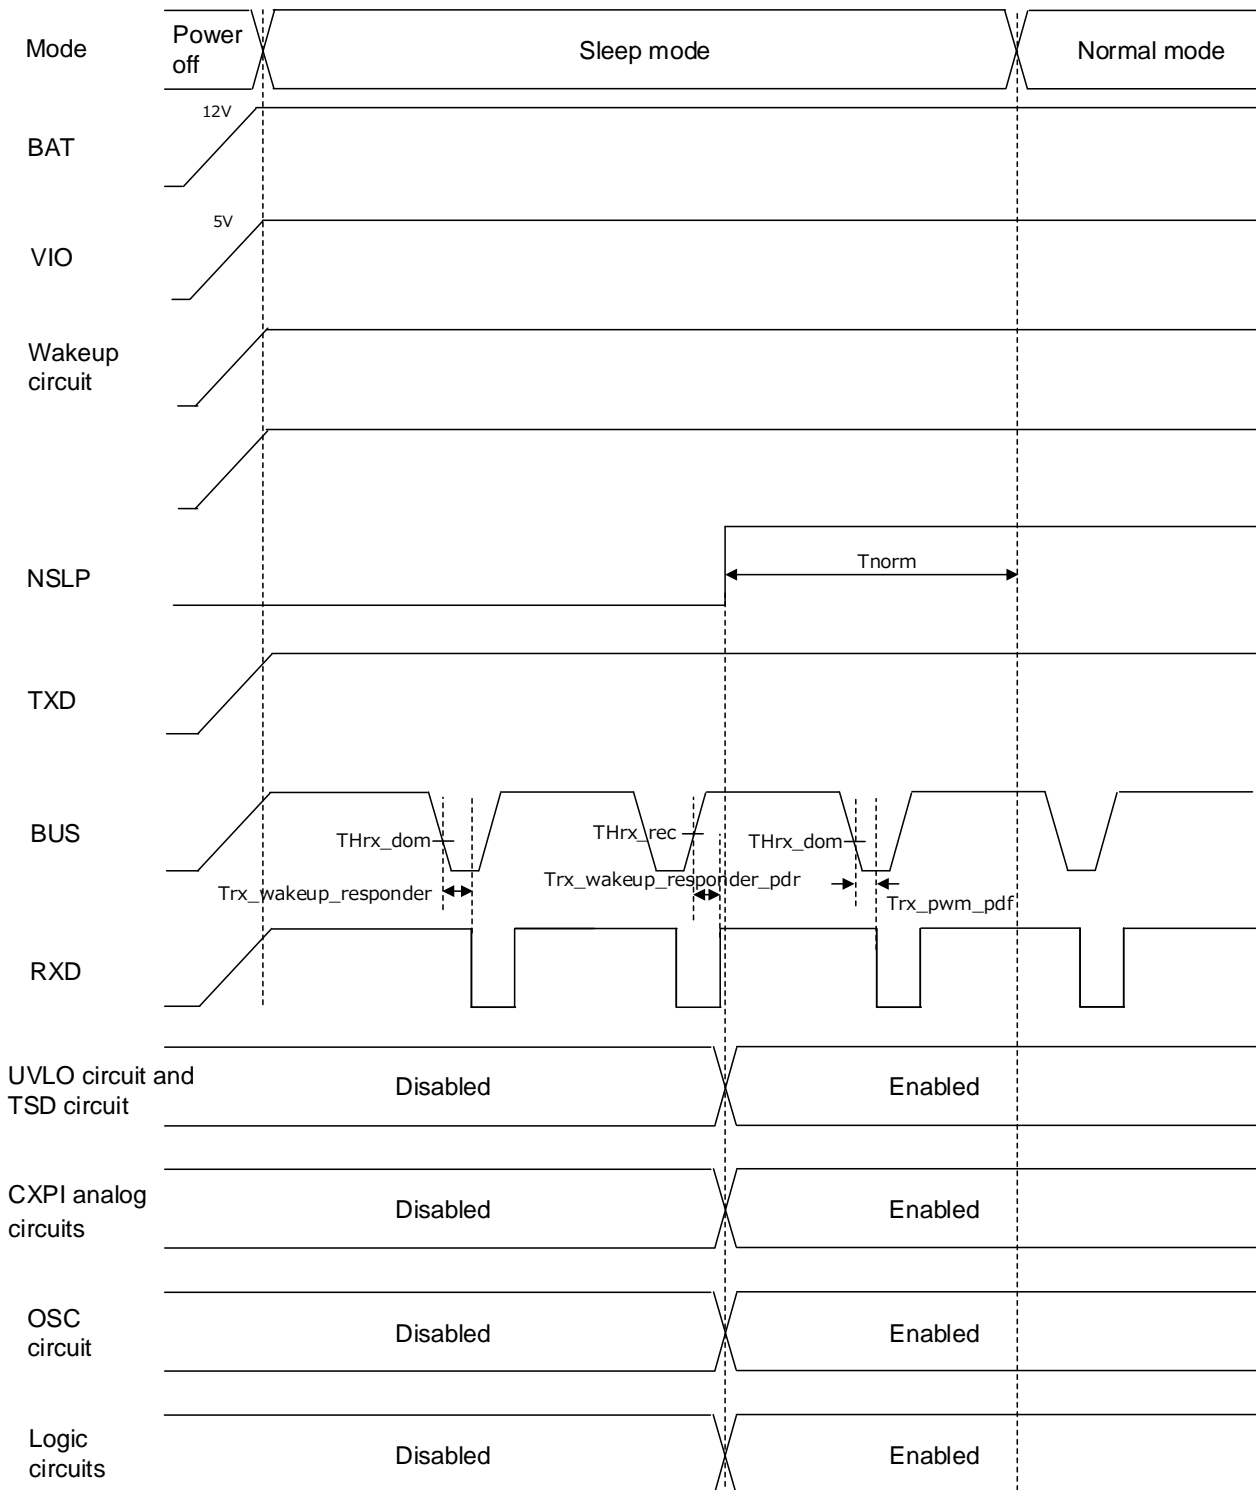 Mode
Power
off
Sleep mode
Normal mode
12V
BAT
5V
VIO
Wakeup
circuit
NSLP
Tnorm
TXD
BUS
THrx_dom
THrx_rec
THrx_dom
Trx_wakeup_responder
Trx_wakeup_responder_pdr
Trx_pwm_pdf
RXD
UVLO circuit and
TSD circuit
Disabled
Enabled
CXPI analog
circuits
Disabled
Enabled
OSC
circuit
Disabled
Enabled
Logic
circuits
Disabled
Enabled